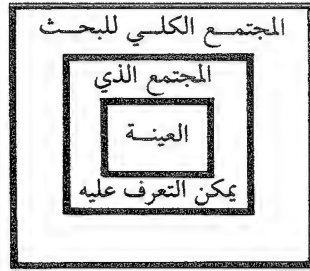 المجتمع الكلي للبحث
المجتمع الذي
العينة
يمكن التعرف عليه